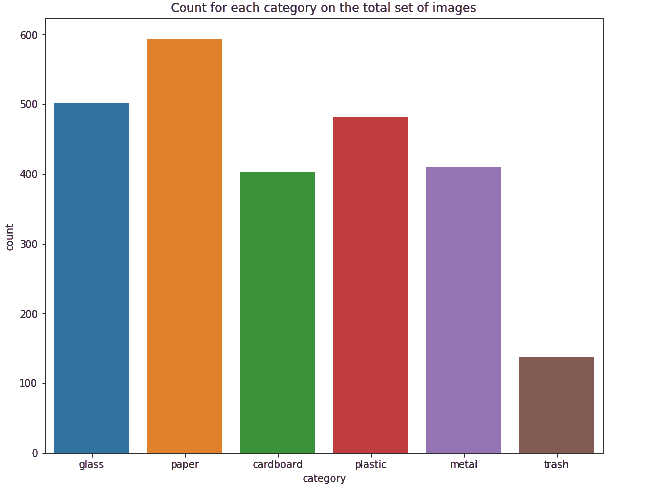 Count for each category on the total set of images
600
500
400
300
200
100
0
count
glass paper cardboard plastic metal trash
category